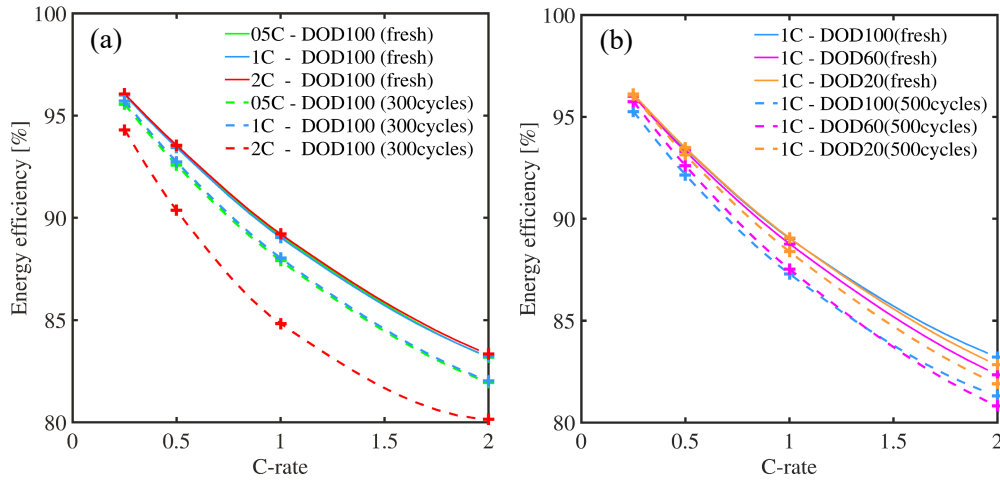 (a)
05C - DOD100 (fresh)
1C - DOD100 (fresh)
2C - DOD100 (fresh)
05C - DOD100 (300cycles)
1C - DOD100 (300cycles)
2C - DOD100 (300cycles)
Energy efficiency [%]
100
95
90
85
80
0
0.5
1
1.5
2
C-rate
(b)
1C - DOD100(fresh)
1C - DOD60(fresh)
1C - DOD20(fresh)
1C - DOD100(500cycles)
1C - DOD60(500cycles)
1C - DOD20(500cycles)
Energy efficiency [%]
100
95
90
85
80
0
0.5
1
1.5
2
C-rate